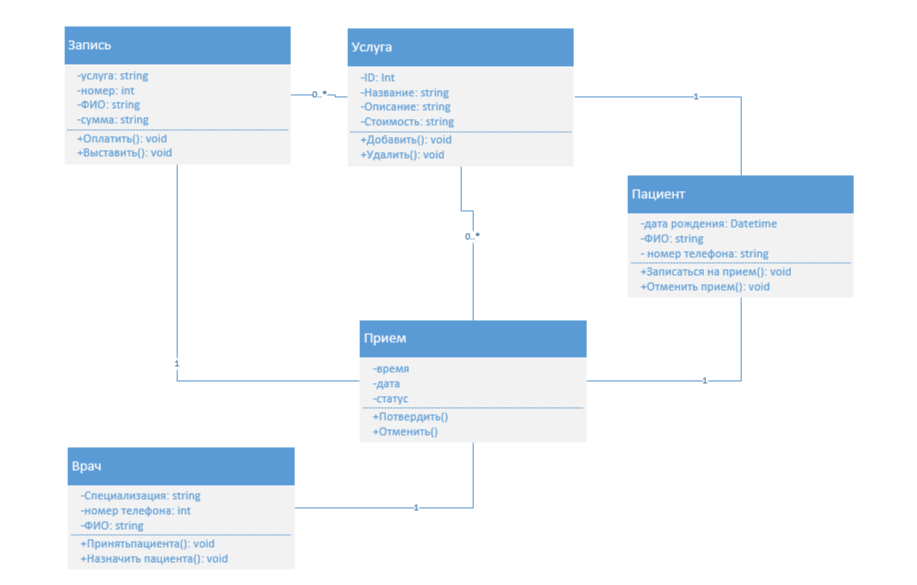 Запись
-услуга: string
-номер: int
-ФИО: string
-сумма: string
+Оплатить(): void
+Выставить(): void
0..*
Услуга
-ID: Int
-Название: string
-Описание: string
-Стоимость: string
+Добавить(): void
+Удалить(): void
1
Пациент
-дата рождения: Datetime
-ФИО: string
- номер телефона: string
+Записаться на прием(): void
+Отменить прием(): void
0..*
Прием
-время
-дата
-статус
+Потвердить()
+Отменить()
1
1
Врач
-Специализация: string
-номер телефона: int
-ФИО: string
+Принятьпациента(): void
+Назначить пациента(): void
1